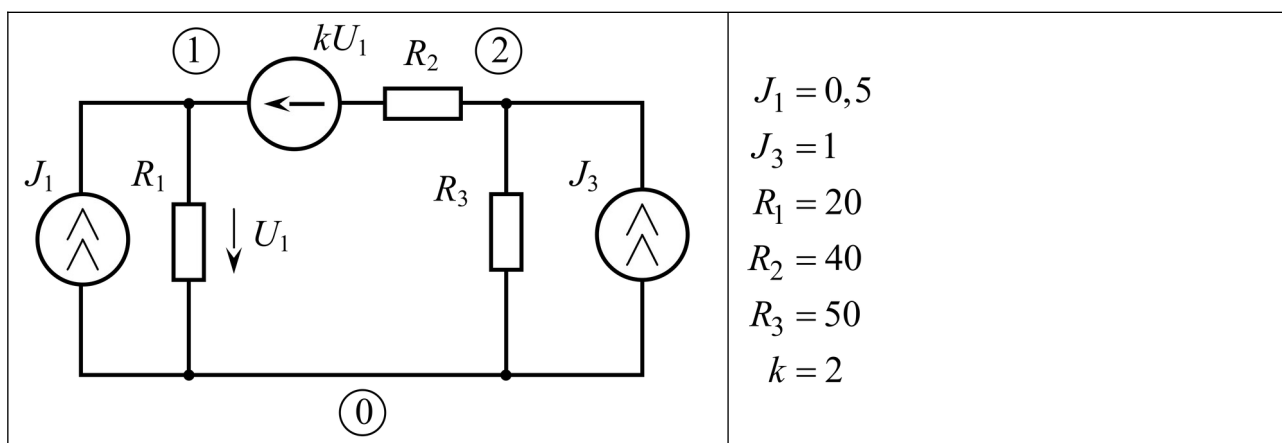 1
kU₁
R₂
2
J₁
R₁
U₁
R₃
J₃
0
J₁ = 0,5
J₃ = 1
R₁ = 20
R₂ = 40
R₃ = 50
k = 2